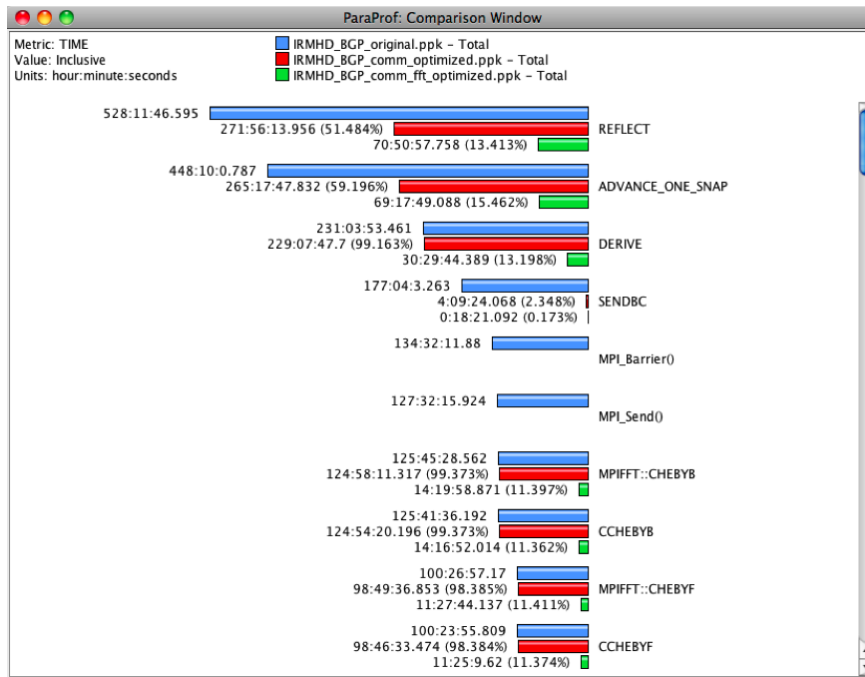 ParaProf: Comparison Window
Metric: TIME
Value: Inclusive
Units: hour:minute:seconds
IRMHD_BGP_original.ppk – Total
IRMHD_BGP_comm_optimized.ppk – Total
IRMHD_BGP_comm_fft_optimized.ppk – Total
528:11:46.595
271:56:13.956 (51.484%)
REFLECT
70:50:57.758 (13.413%)
448:10:0.787
265:17:47.832 (59.196%)
ADVANCE_ONE_SNAP
69:17:49.088 (15.462%)
231:03:53.461
229:07:47.7 (99.163%)
DERIVE
30:29:44.389 (13.198%)
177:04:3.263
4:09:24.068 (2.348%)
SENDBC
0:18:21.092 (0.173%)
134:32:11.88
MPI_Barrier()
127:32:15.924
MPI_Send()
125:45:28.562
124:58:11.317 (99.373%)
MPIFFT::CHEBYB
14:19:58.871 (11.397%)
125:41:36.192
124:54:20.196 (99.373%)
CCHEBYB
14:16:52.014 (11.362%)
100:26:57.17
98:49:36.853 (98.385%)
MPIFFT::CHEBYF
11:27:44.137 (11.411%)
100:23:55.809
98:46:33.474 (98.384%)
CCHEBYF
11:25:9.62 (11.374%)